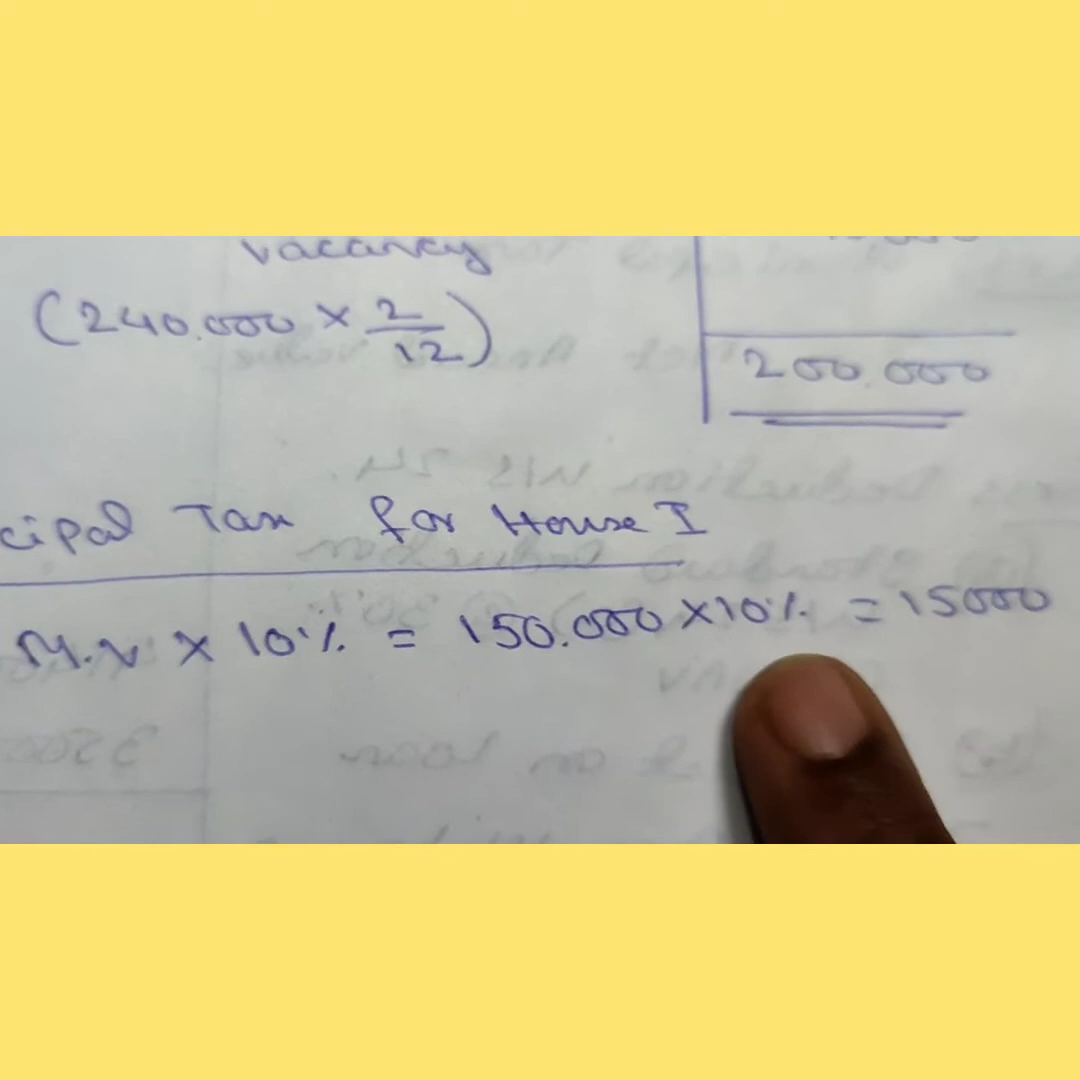 vacancy
(240.000 × 2/12)
200.000
cipal Tax for House I
M.V × 10% = 150.000 × 10% = 15000